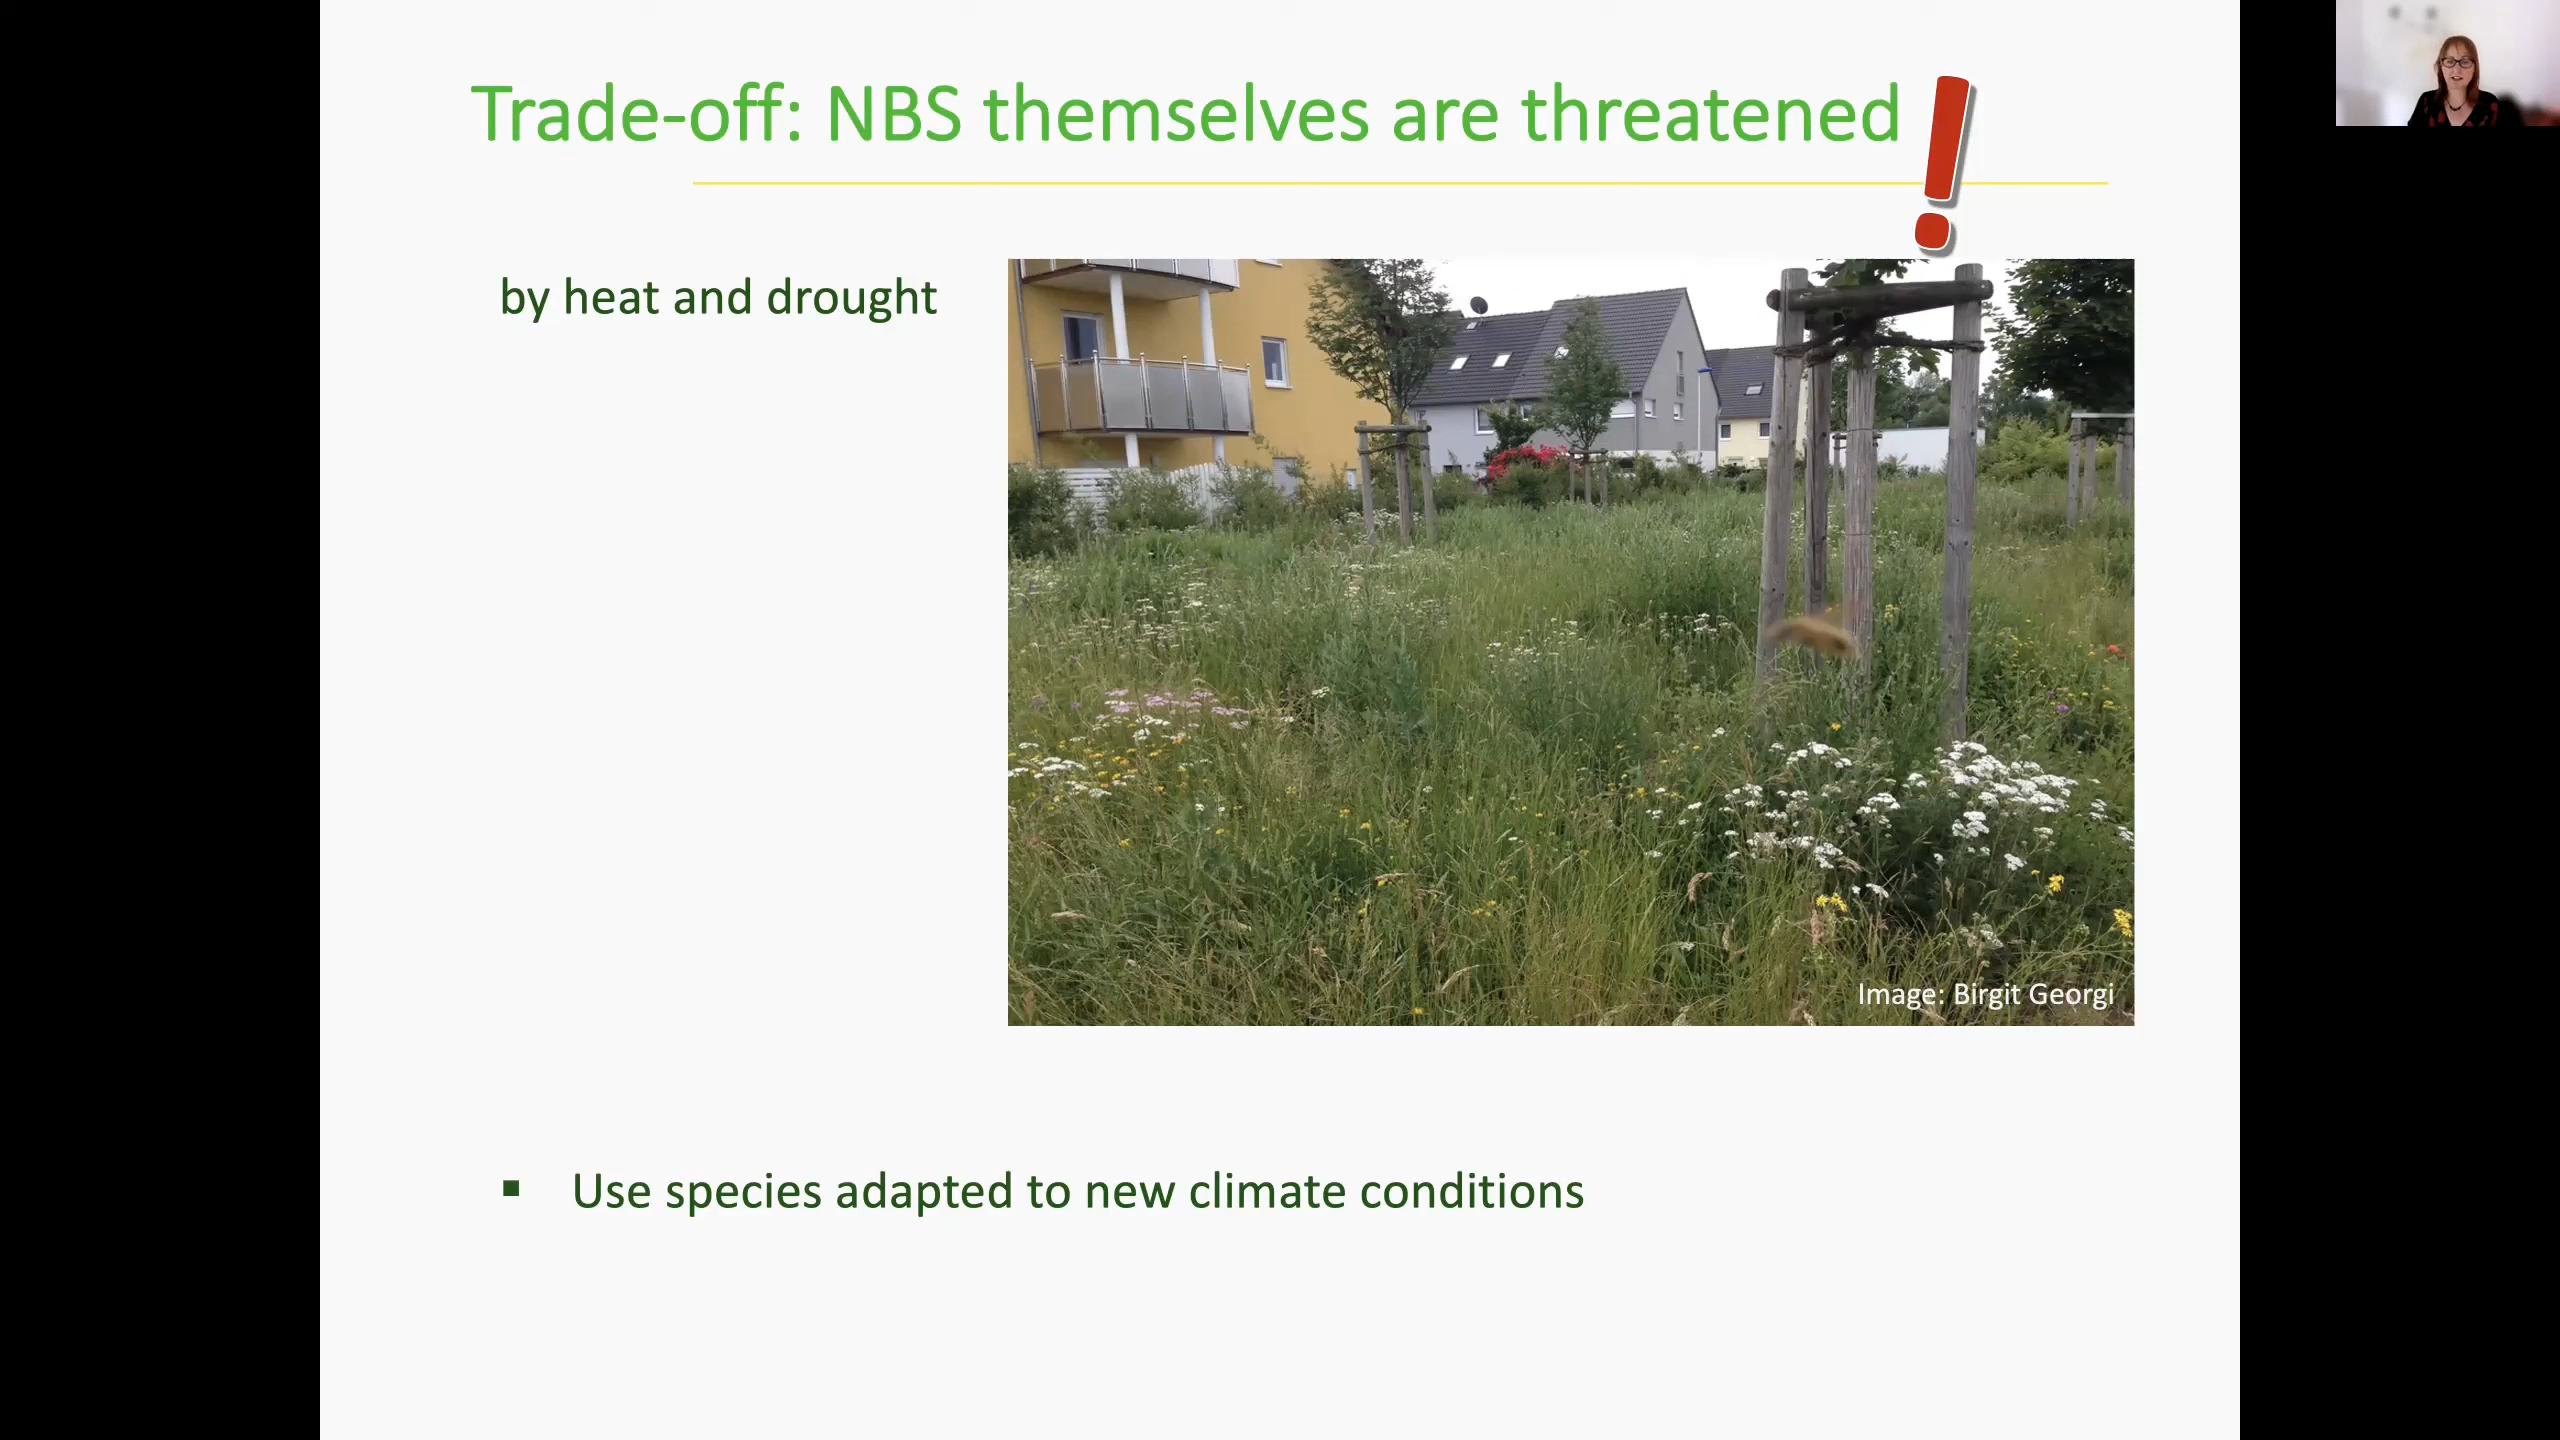 Trade-off: NBS themselves are threatened!
by heat and drought
Image: Birgit Georgi
▪ Use species adapted to new climate conditions